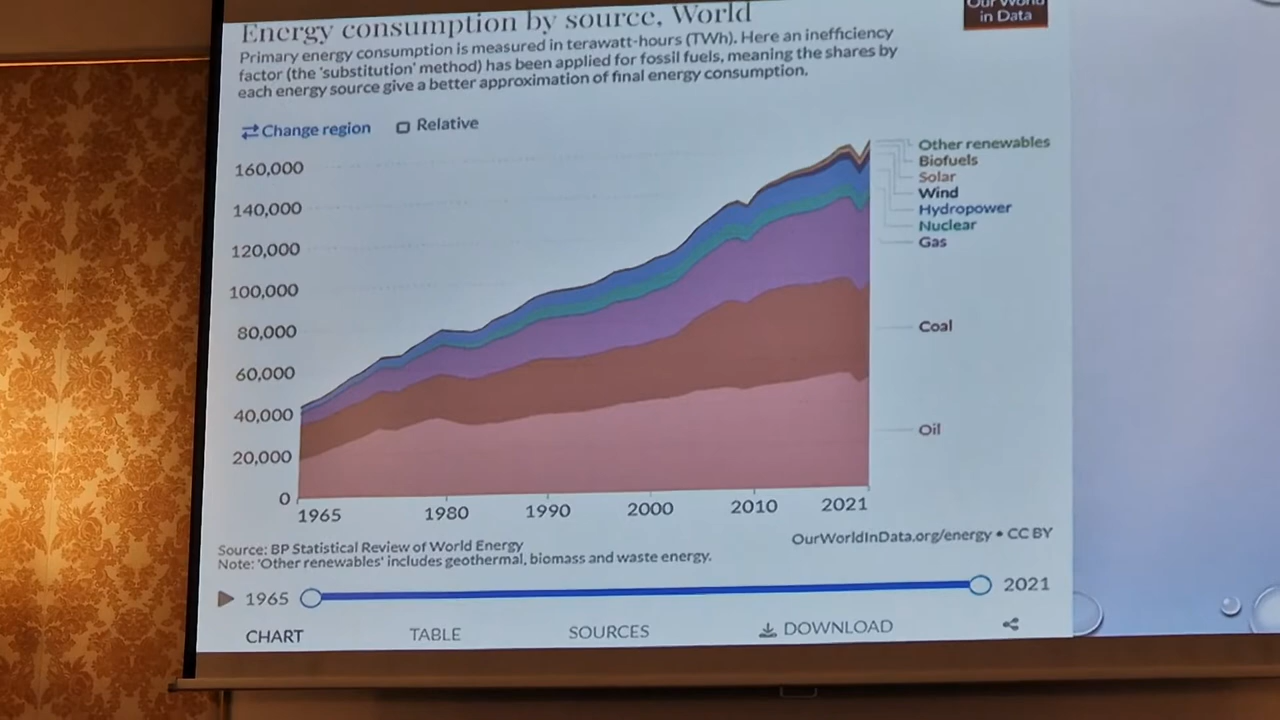 Energy consumption by source, World
Our World
in Data
Primary energy consumption is measured in terawatt-hours (TWh). Here an inefficiency
factor (the 'substitution' method) has been applied for fossil fuels, meaning the shares by
each energy source give a better approximation of final energy consumption.
Change region
Relative
160,000
140,000
120,000
100,000
80,000
60,000
40,000
20,000
0
Other renewables
Biofuels
Solar
Wind
Hydropower
Nuclear
Gas
Coal
Oil
1965 1980 1990 2000 2010 2021
Source: BP Statistical Review of World Energy
Note: 'Other renewables' includes geothermal, biomass and waste energy.
OurWorldInData.org/energy • CC BY
1965 2021
CHART TABLE SOURCES DOWNLOAD